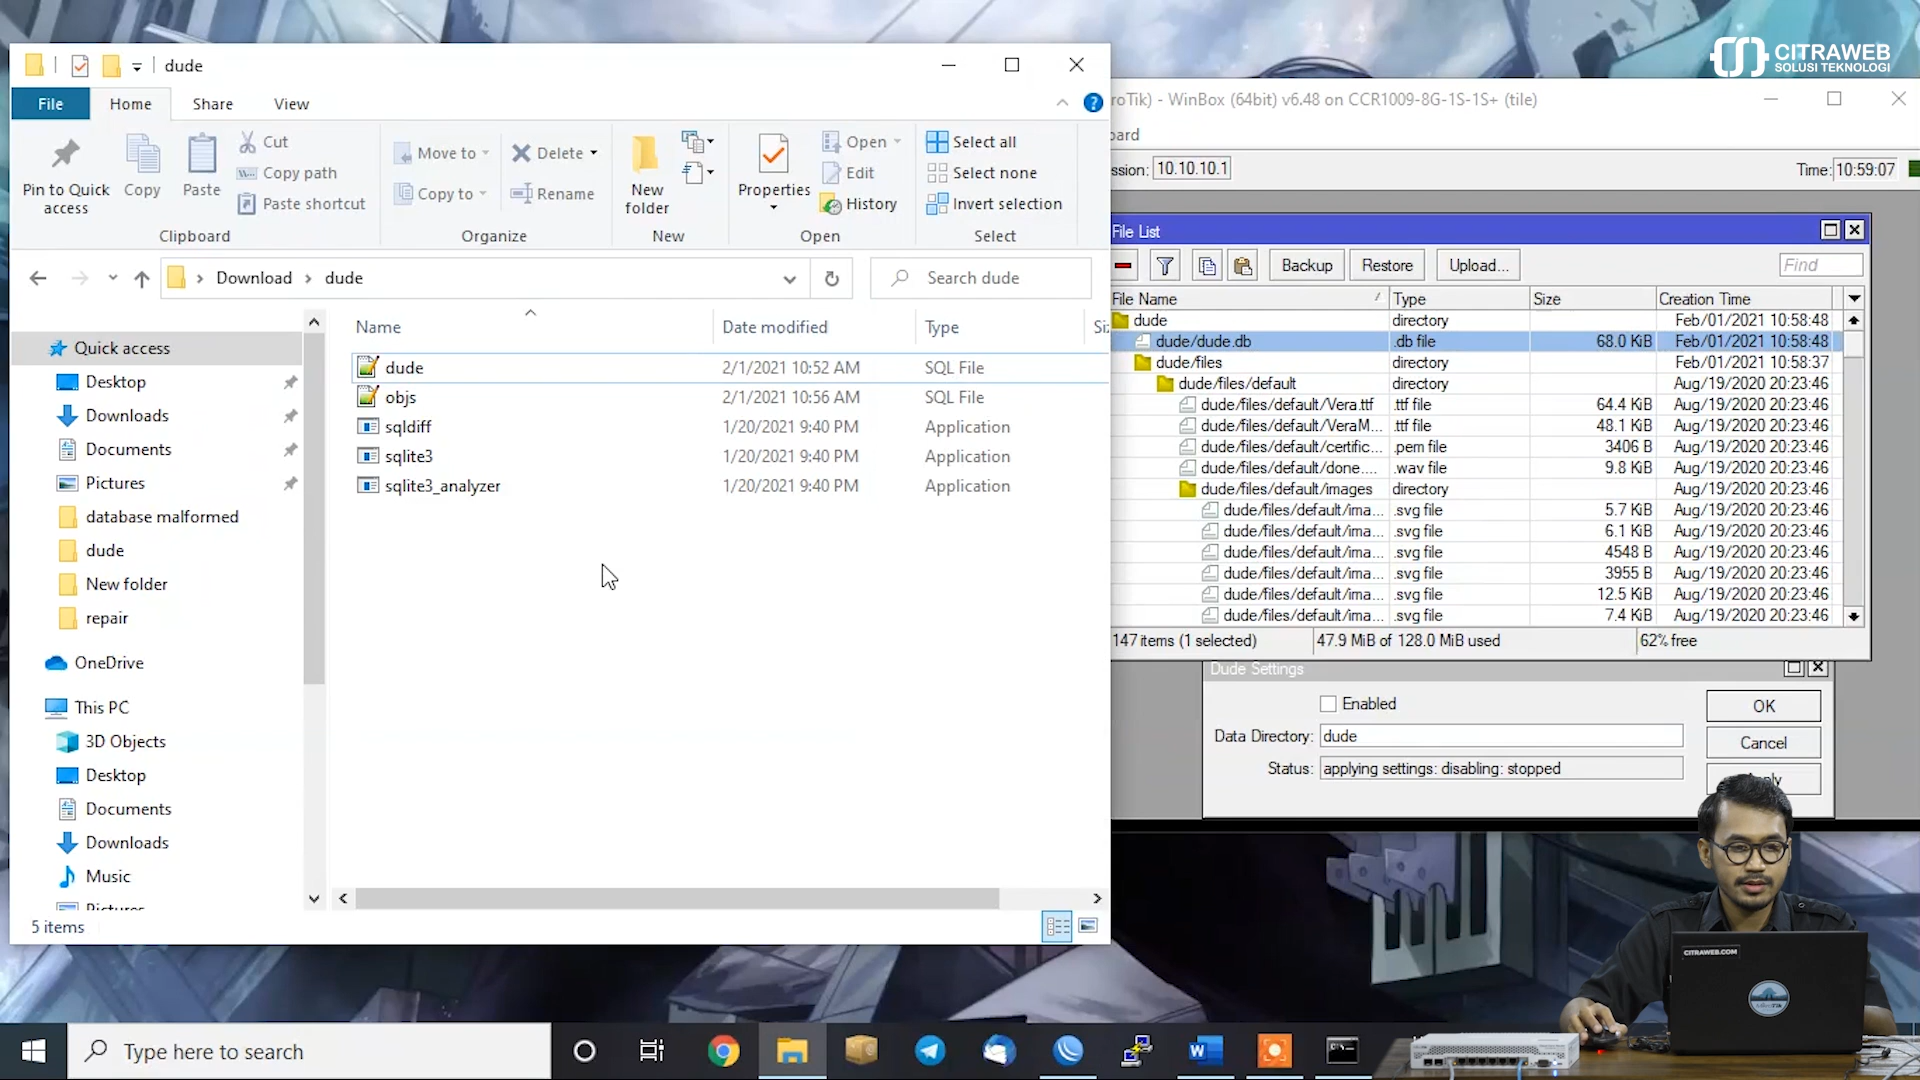 dude
File
Home
Share
View
Pin to Quick access
Copy
Paste
Cut
Copy path
Paste shortcut
Clipboard
Move to
Copy to
Delete
Rename
Organize
New folder
New
Properties
Open
Edit
History
Open
Select all
Select none
Invert selection
Select
Download > dude
Search dude
Quick access
Desktop
Downloads
Documents
Pictures
database malformed
dude
New folder
repair
OneDrive
This PC
3D Objects
Desktop
Documents
Downloads
Music
Pictures
Name Date modified Type
dude 2/1/2021 10:52 AM SQL File
objs 2/1/2021 10:56 AM SQL File
sqldiff 1/20/2021 9:40 PM Application
sqlite3 1/20/2021 9:40 PM Application
sqlite3_analyzer 1/20/2021 9:40 PM Application
5 items
CITRAWEB
SOLUSI TEKNOLOGI
roTik) - WinBox (64bit) v6.48 on CCR1009-8G-1S-1S+ (tile)
oard
ssion: 10.10.10.1
Time: 10:59:07
File List
Backup
Restore
Upload...
Find
File Name / Type Size Creation Time
dude directory Feb/01/2021 10:58:48
dude/dude.db .db file 68.0 KiB Feb/01/2021 10:58:48
dude/files directory Feb/01/2021 10:58:37
dude/files/default directory Aug/19/2020 20:23:46
dude/files/default/Vera.ttf .ttf file 64.4 KiB Aug/19/2020 20:23:46
dude/files/default/VeraM... .ttf file 48.1 KiB Aug/19/2020 20:23:46
dude/files/default/certific... .pem file 3406 B Aug/19/2020 20:23:46
dude/files/default/done.... .wav file 9.8 KiB Aug/19/2020 20:23:46
dude/files/default/images directory Aug/19/2020 20:23:46
dude/files/default/ima... .svg file 5.7 KiB Aug/19/2020 20:23:46
dude/files/default/ima... .svg file 6.1 KiB Aug/19/2020 20:23:46
dude/files/default/ima... .svg file 4548 B Aug/19/2020 20:23:46
dude/files/default/ima... .svg file 3955 B Aug/19/2020 20:23:46
dude/files/default/ima... .svg file 12.5 KiB Aug/19/2020 20:23:46
dude/files/default/ima... .svg file 7.4 KiB Aug/19/2020 20:23:46
147 items (1 selected) 47.9 MiB of 128.0 MiB used 62% free
Dude Settings
Enabled
Data Directory: dude
Status: applying settings: disabling: stopped
OK
Cancel
CITRAWEB.COM
Type here to search